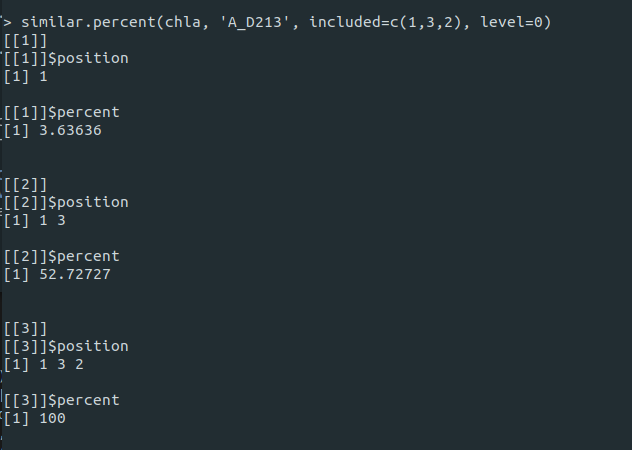 > similar.percent(chla, 'A_D213', included=c(1,3,2), level=0)
[[1]]
[[1]]$position
[1] 1
[[1]]$percent
[1] 3.63636
[[2]]
[[2]]$position
[1] 1 3
[[2]]$percent
[1] 52.72727
[[3]]
[[3]]$position
[1] 1 3 2
[[3]]$percent
[1] 100